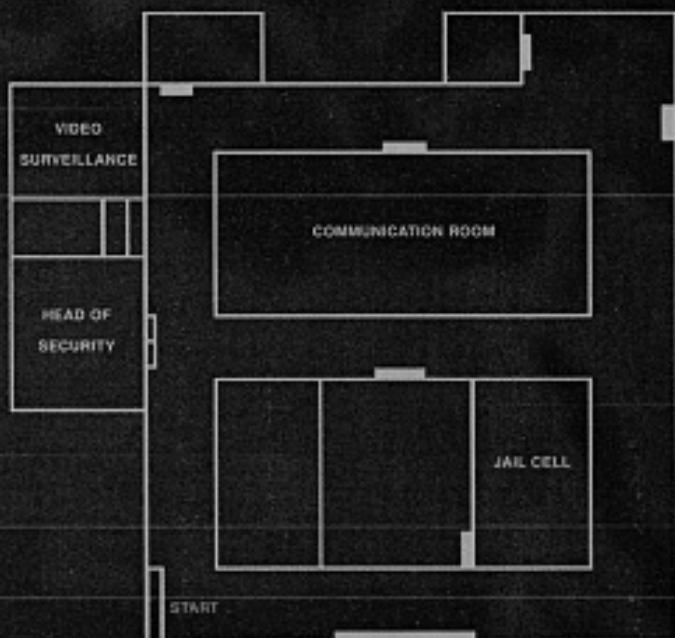 VIDEO
SURVEILLANCE
COMMUNICATION ROOM
HEAD OF
SECURITY
JAIL CELL
START